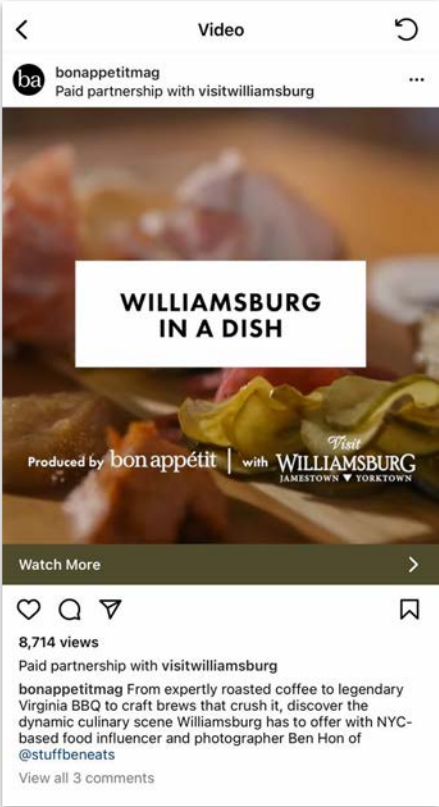 Video
ba
bonappetitmag
Paid partnership with visitwilliamsburg
WILLIAMSBURG
IN A DISH
Produced by bon appétit | with Visit WILLIAMSBURG
JAMESTOWN ▼ YORKTOWN
Watch More
8,714 views
Paid partnership with visitwilliamsburg
bonappetitmag From expertly roasted coffee to legendary
Virginia BBQ to craft brews that crush it, discover the
dynamic culinary scene Williamsburg has to offer with NYC-
based food influencer and photographer Ben Hon of
@stuffbeneats
View all 3 comments